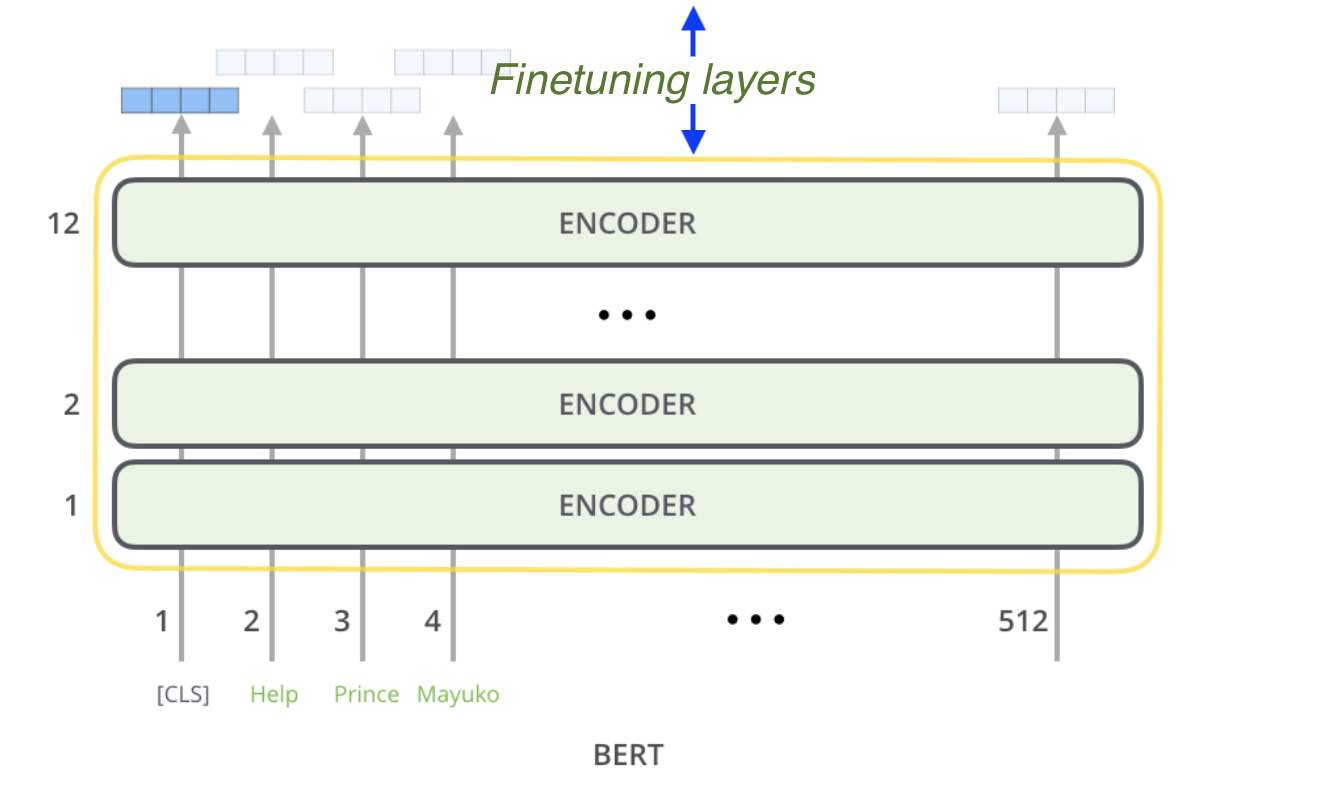 Finetuning layers
12 ENCODER
...
2 ENCODER
1 ENCODER
1 2 3 4 ... 512
[CLS] Help Prince Mayuko
BERT